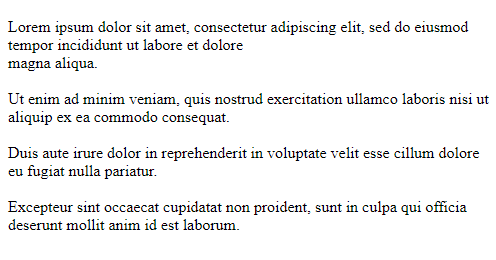 Lorem ipsum dolor sit amet, consectetur adipiscing elit, sed do eiusmod
tempor incididunt ut labore et dolore
magna aliqua.
Ut enim ad minim veniam, quis nostrud exercitation ullamco laboris nisi ut
aliquip ex ea commodo consequat.
Duis aute irure dolor in reprehenderit in voluptate velit esse cillum dolore
eu fugiat nulla pariatur.
Excepteur sint occaecat cupidatat non proident, sunt in culpa qui officia
deserunt mollit anim id est laborum.